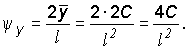 ψ_y = 2ȳ/l = 2·2C/l² = 4C/l².